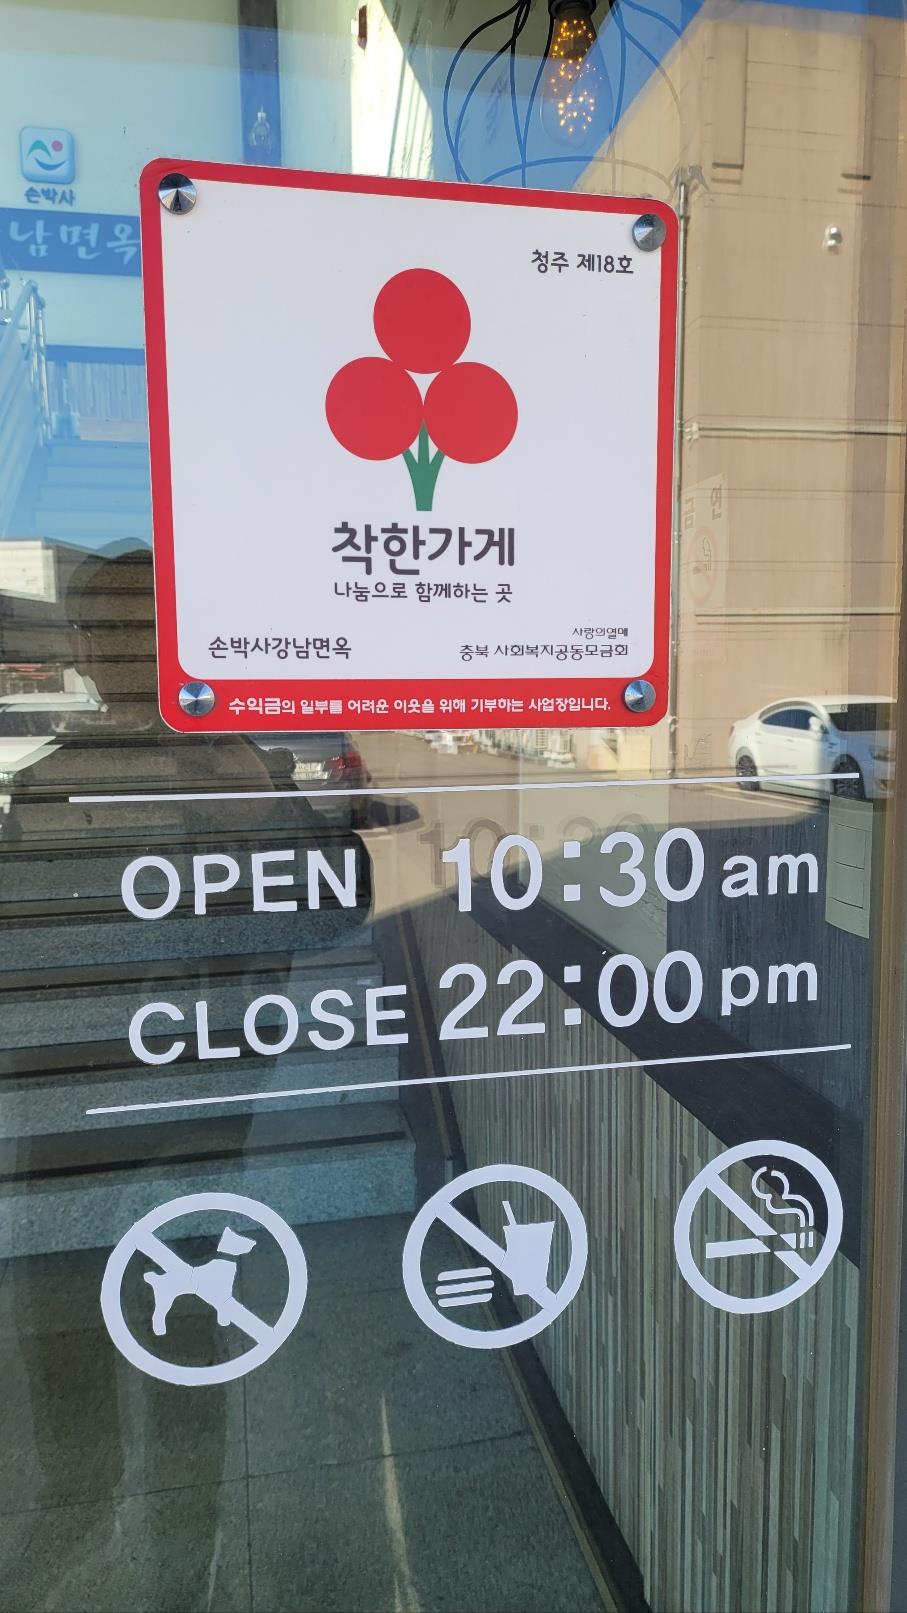 손박사
남면옥
청주 제18호
착한가게
나눔으로 함께하는 곳
손박사강남면옥
사랑의열매
충북 사회복지공동모금회
수익금의 일부를 어려운 이웃을 위해 기부하는 사업장입니다.
금연
OPEN 10:30 am
CLOSE 22:00 pm